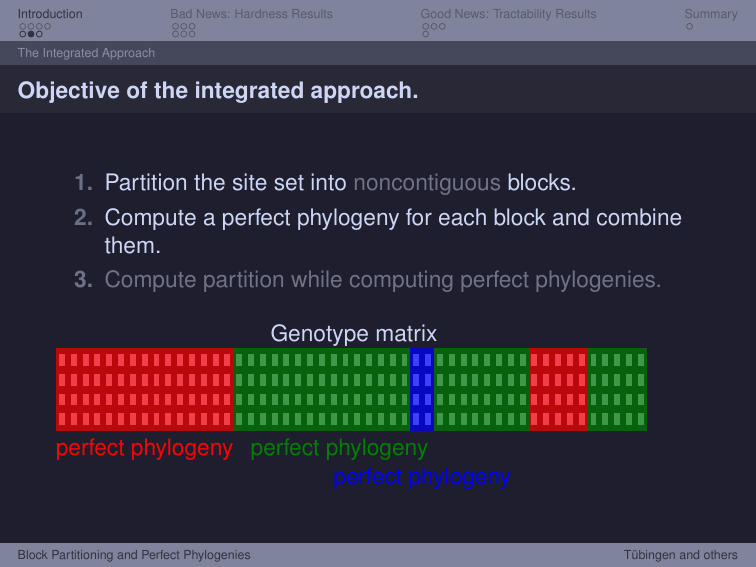 Introduction
Bad News: Hardness Results
Good News: Tractability Results
Summary
The Integrated Approach
Objective of the integrated approach.
1. Partition the site set into noncontiguous blocks.
2. Compute a perfect phylogeny for each block and combine
them.
3. Compute partition while computing perfect phylogenies.
Genotype matrix
perfect phylogeny perfect phylogeny
perfect phylogeny
Block Partitioning and Perfect Phylogenies
Tübingen and others